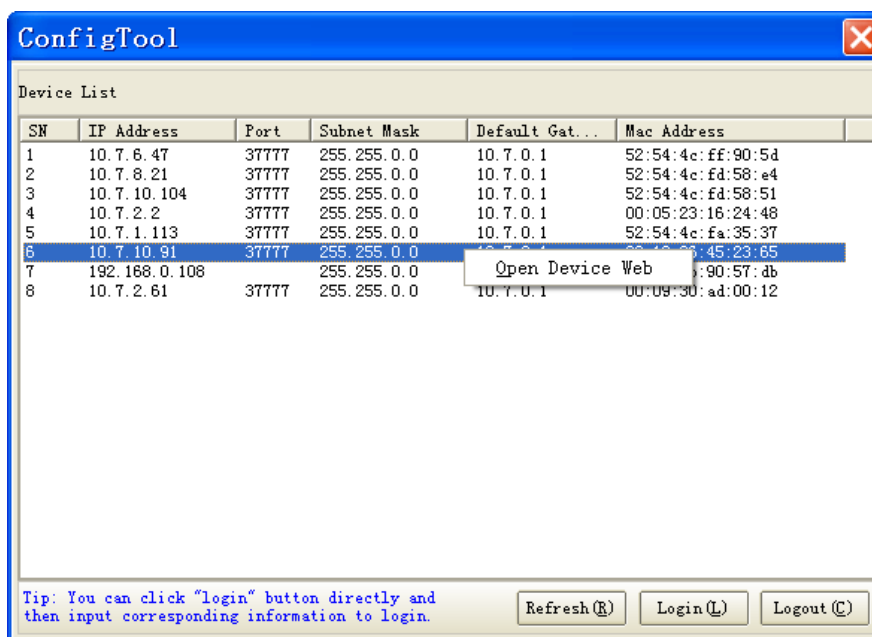 ConfigTool
Device List
SN IP Address Port Subnet Mask Default Gat... Mac Address
1 10.7.6.47 37777 255.255.0.0 10.7.0.1 52:54:4c:ff:90:5d
2 10.7.8.21 37777 255.255.0.0 10.7.0.1 52:54:4c:fd:58:e4
3 10.7.10.104 37777 255.255.0.0 10.7.0.1 52:54:4c:fd:58:51
4 10.7.2.2 37777 255.255.0.0 10.7.0.1 00:05:23:16:24:48
5 10.7.1.113 37777 255.255.0.0 10.7.0.1 52:54:4c:fa:35:37
6 10.7.10.91 37777 255.255.0.0 :45:23:65
Open Device Web
7 192.168.0.108 255.255.0.0 :90:57:db
8 10.7.2.61 37777 255.255.0.0 10.7.0.1 00:09:30:ad:00:12
Tip: You can click "login" button directly and
then input corresponding information to login.
Refresh(R) Login(L) Logout(C)